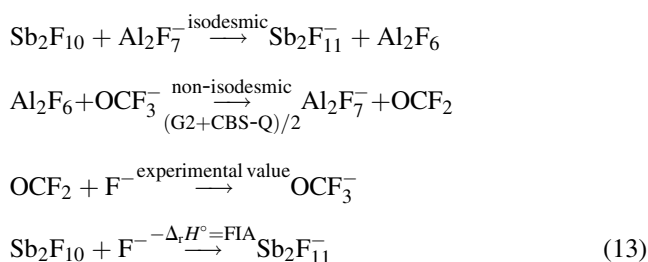 Sb₂F₁₀ + Al₂F₇⁻ isodesmic ⟶ Sb₂F₁₁⁻ + Al₂F₆
Al₂F₆+OCF₃⁻ non-isodesmic ⟶ (G2+CBS-Q)/2 Al₂F₇⁻+OCF₂
OCF₂ + F⁻ experimental value ⟶ OCF₃⁻
Sb₂F₁₀ + F⁻ −ΔᵣH°=FIA ⟶ Sb₂F₁₁⁻ (13)